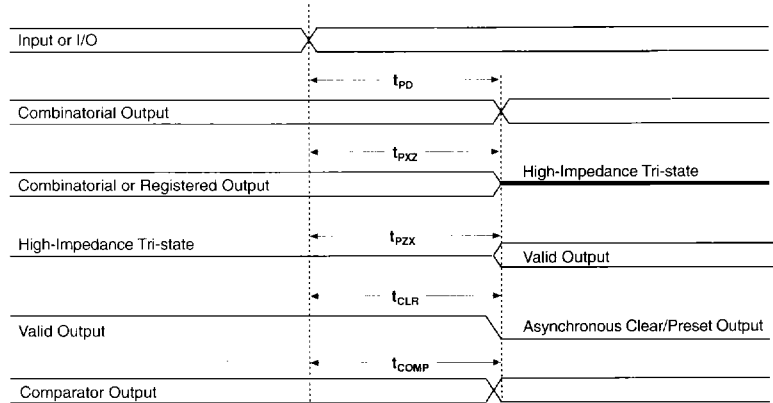 Input or I/O
tPD
Combinatorial Output
tPXZ
Combinatorial or Registered Output
High-Impedance Tri-state
tPZX
High-Impedance Tri-state
Valid Output
tCLR
Valid Output
Asynchronous Clear/Preset Output
tCOMP
Comparator Output